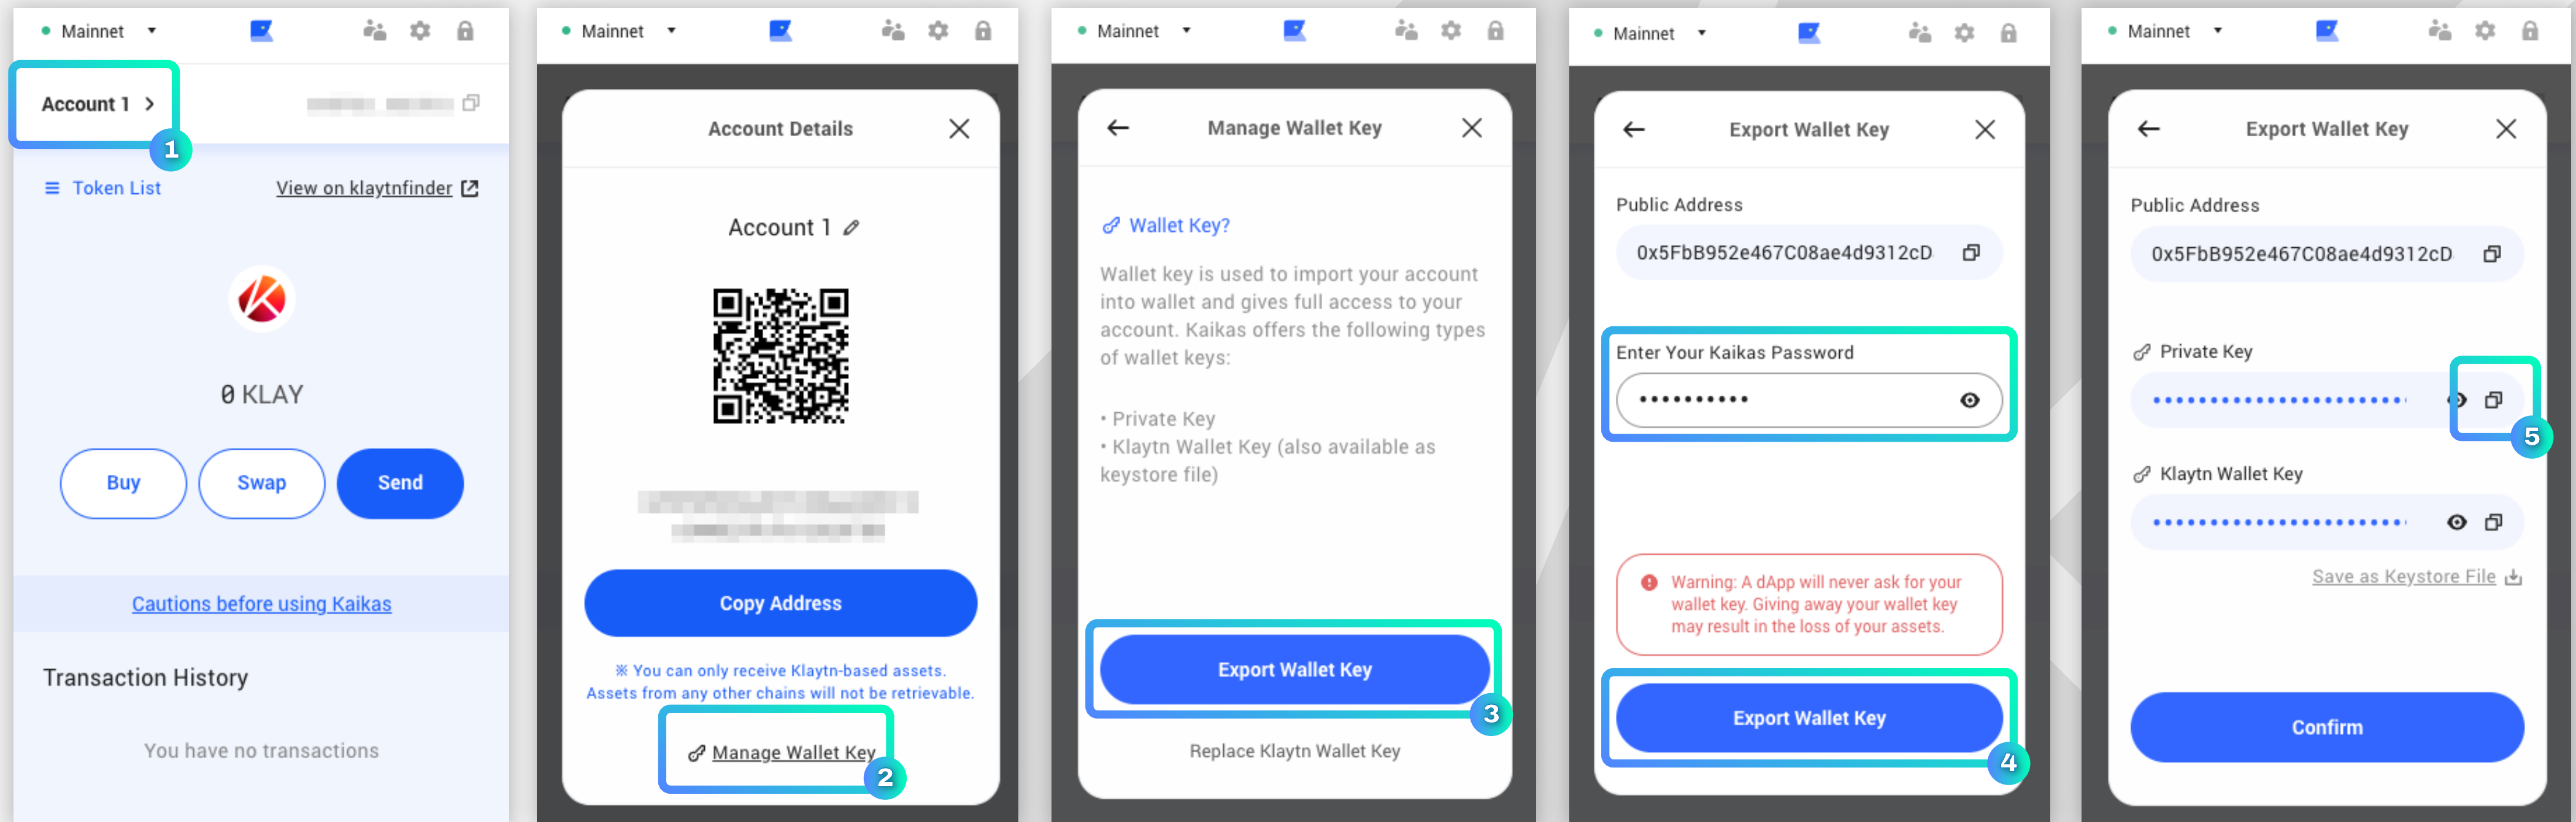 Mainnet
Account 1
1
Token List
View on klaytnfinder
0 KLAY
Buy
Swap
Send
Cautions before using Kaikas
Transaction History
You have no transactions
Mainnet
Account Details
Account 1
Copy Address
※ You can only receive Klaytn-based assets.
Assets from any other chains will not be retrievable.
Manage Wallet Key
2
Mainnet
Manage Wallet Key
Wallet Key?
Wallet key is used to import your account
into wallet and gives full access to your
account. Kaikas offers the following types
of wallet keys:
• Private Key
• Klaytn Wallet Key (also available as
keystore file)
Export Wallet Key
3
Replace Klaytn Wallet Key
Mainnet
Export Wallet Key
Public Address
0x5FbB952e467C08ae4d9312cD
Enter Your Kaikas Password
Warning: A dApp will never ask for your
wallet key. Giving away your wallet key
may result in the loss of your assets.
Export Wallet Key
4
Mainnet
Export Wallet Key
Public Address
0x5FbB952e467C08ae4d9312cD
Private Key
5
Klaytn Wallet Key
Save as Keystore File
Confirm